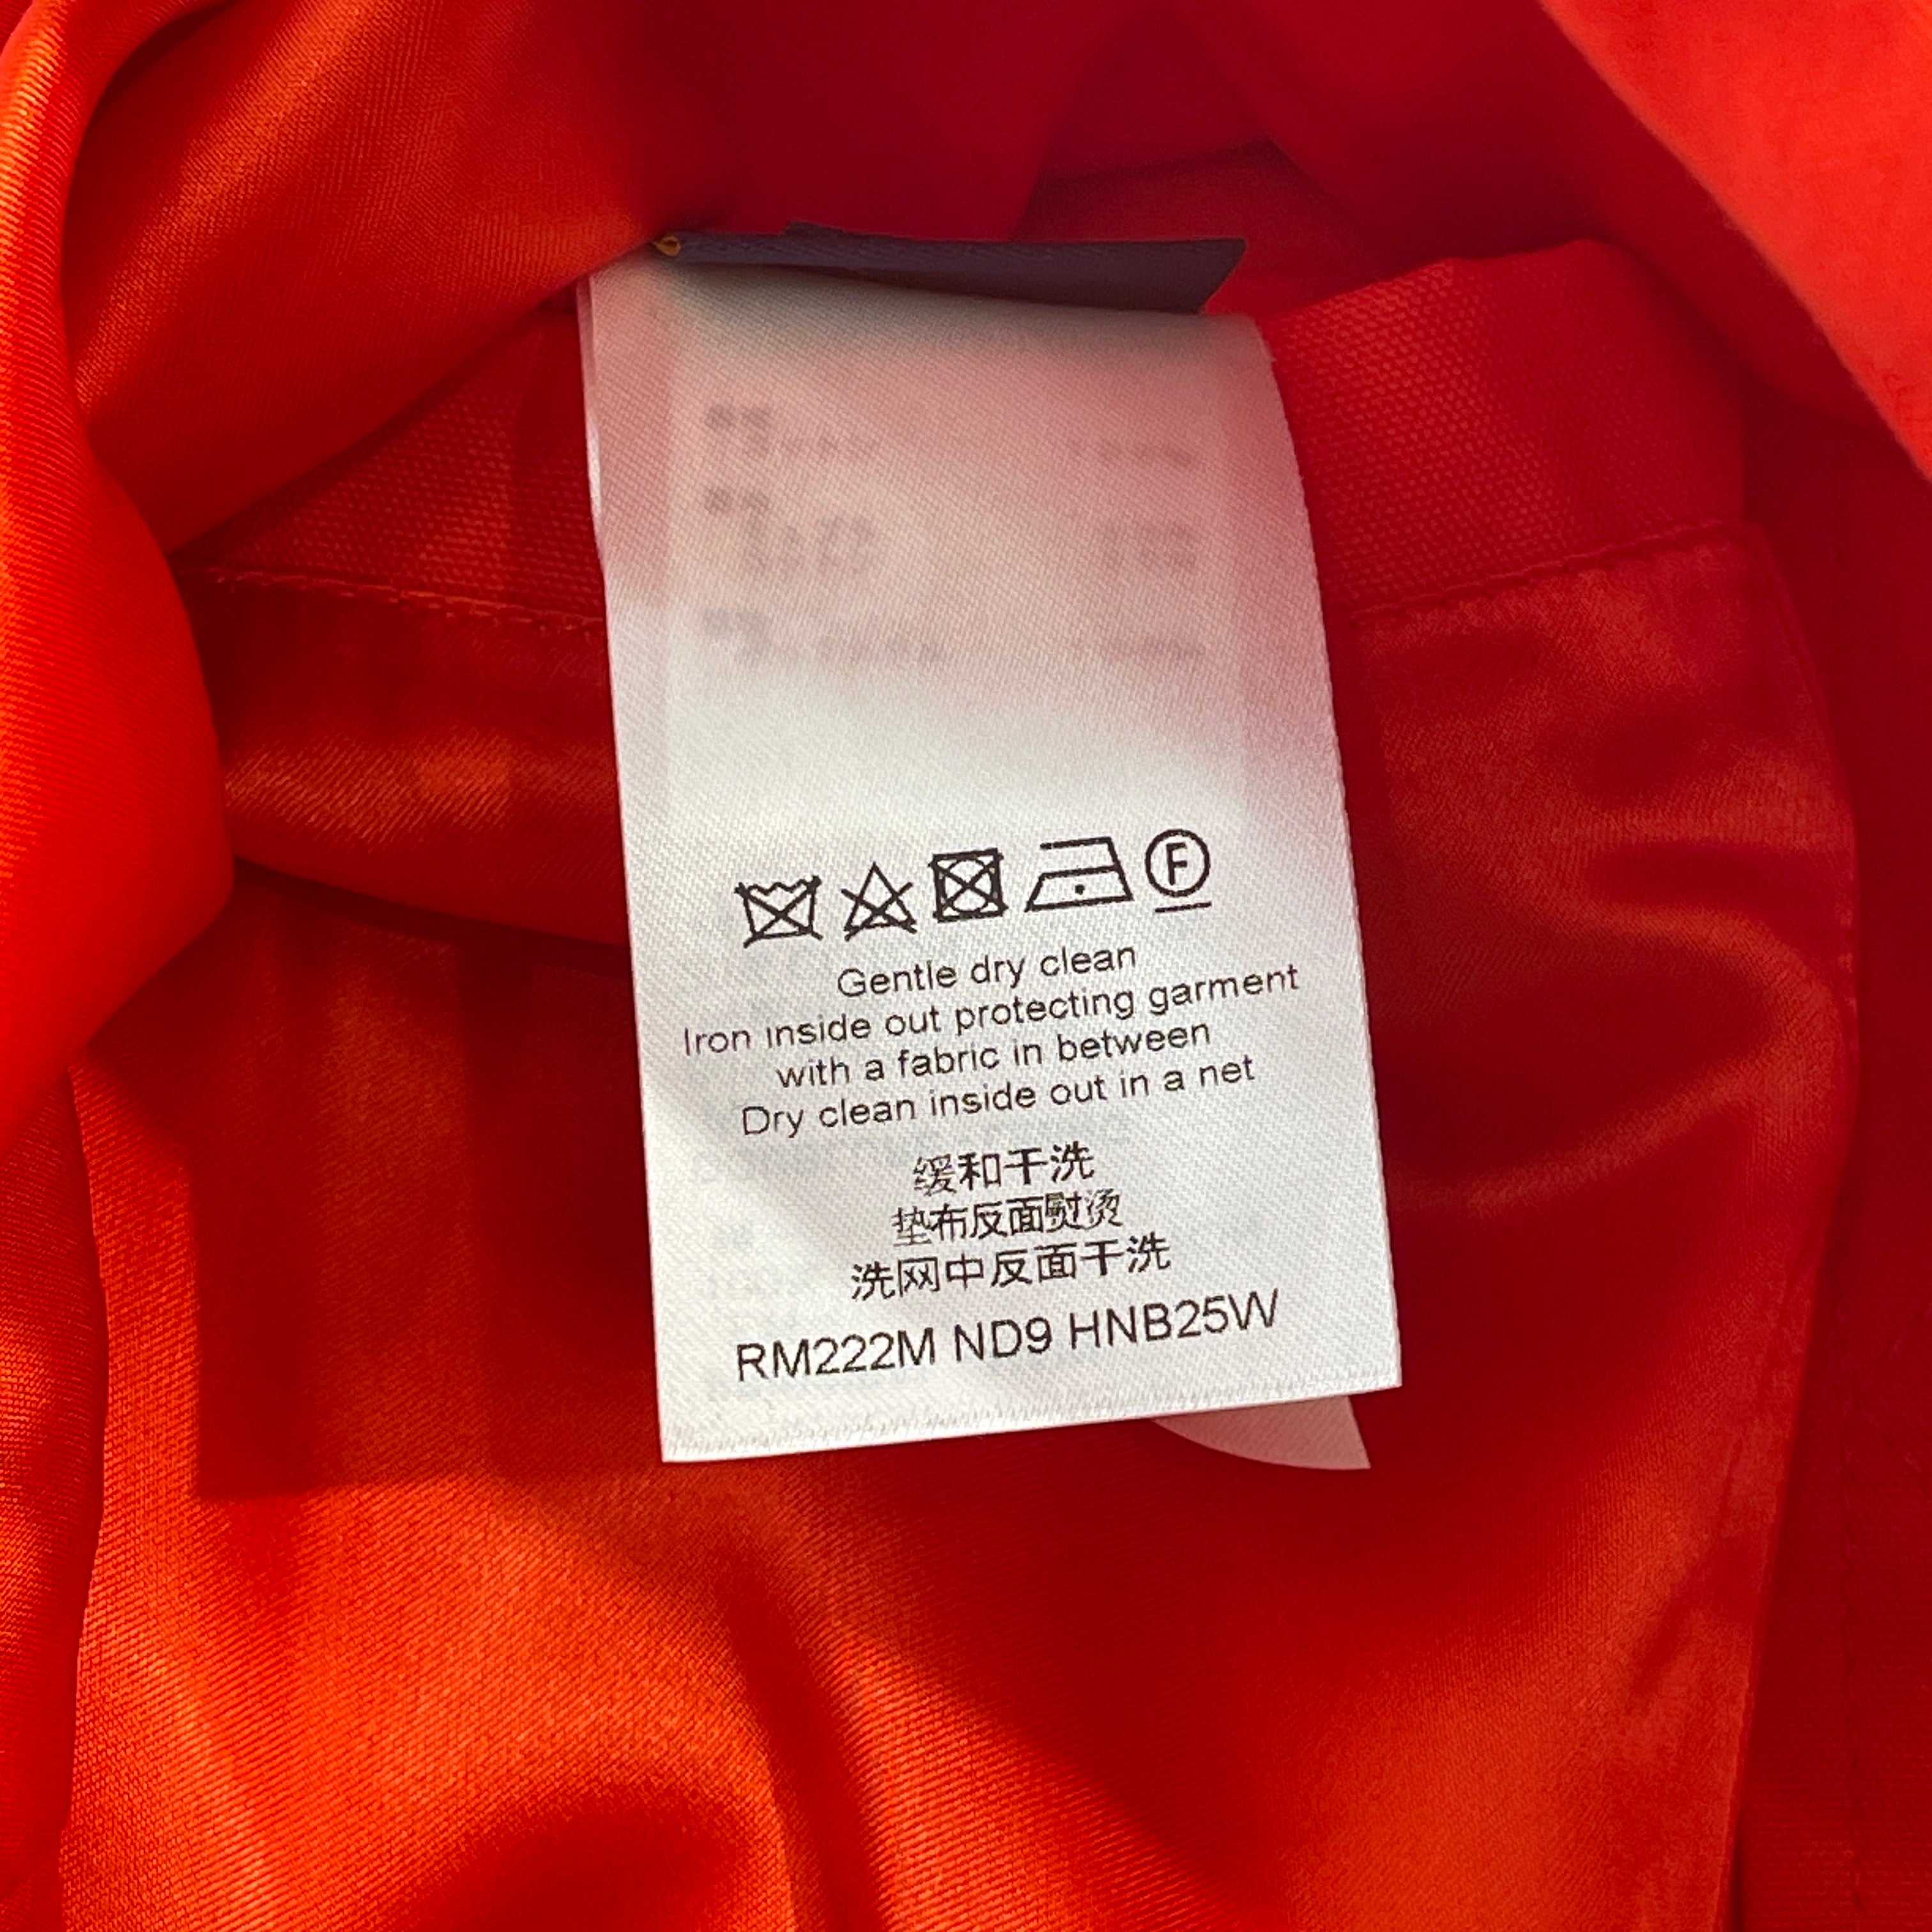 F
Gentle dry clean
Iron inside out protecting garment
with a fabric in between
Dry clean inside out in a net
缓和干洗
垫布反面熨烫
洗网中反面干洗
RM222M ND9 HNB25W